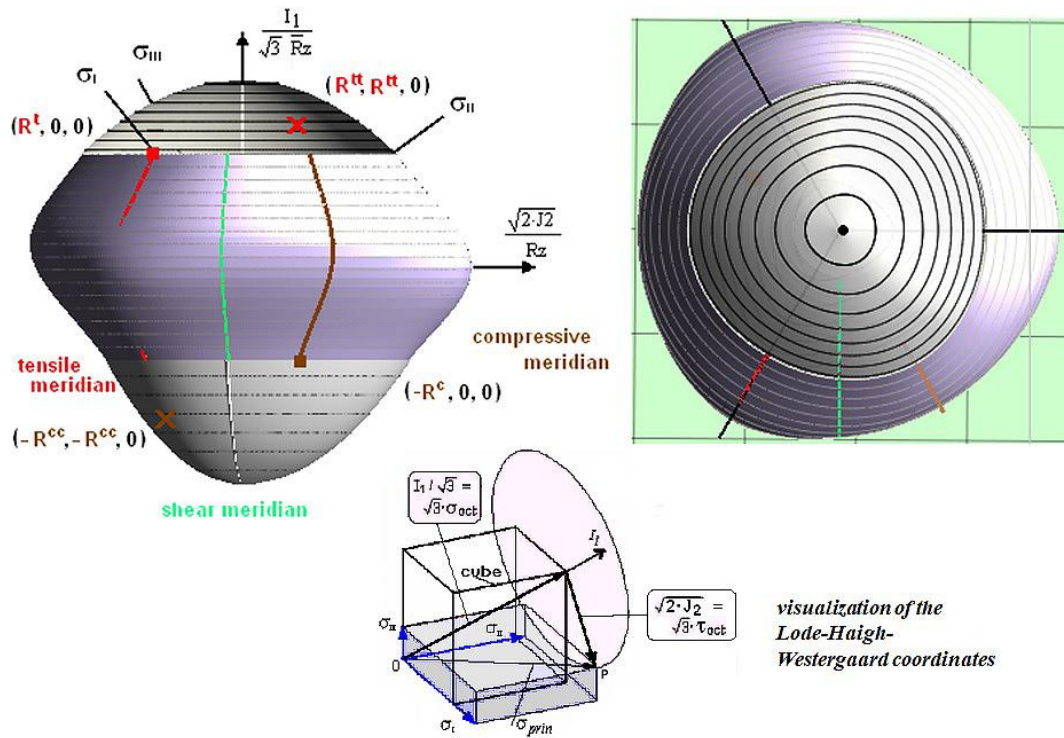 I₁
√3 R̄z
σIII
σI
(Rᵗᵗ, Rᵗᵗ, 0)
σII
(Rᵗ, 0, 0)
√2·J2
Rz
tensile
meridian
compressive
meridian
(-Rᶜ, 0, 0)
(-Rᶜᶜ, -Rᶜᶜ, 0)
shear meridian
I₁ / √3 =
√3·σoct
I₁
cube
√2·J₂ =
√3·τoct
visualization of the
Lode-Haigh-
Westergaard coordinates
σIII
σII
O
P
σI
σprin